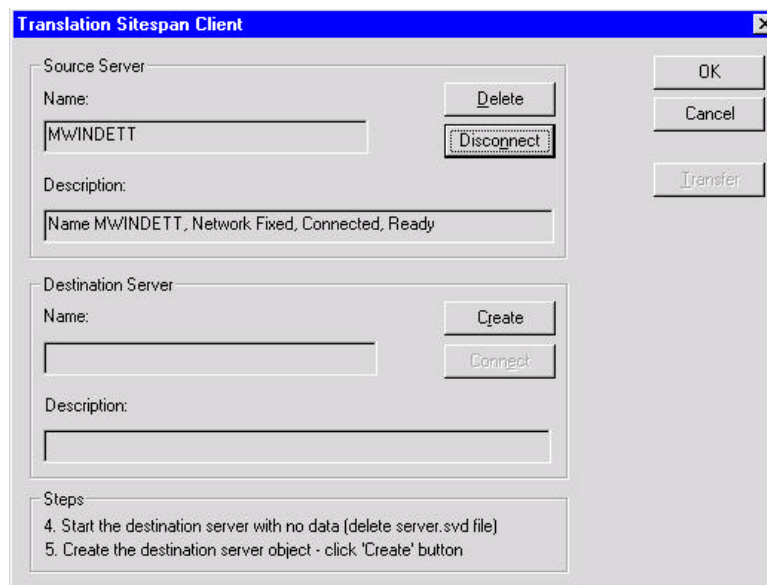 Translation Sitespan Client
Source Server
Name:
Delete
OK
MWINDETT
Disconnect
Cancel
Description:
Transfer
Name MWINDETT, Network Fixed, Connected, Ready
Destination Server
Name:
Create
Connect
Description:
Steps
4. Start the destination server with no data (delete server.svd file)
5. Create the destination server object - click 'Create' button